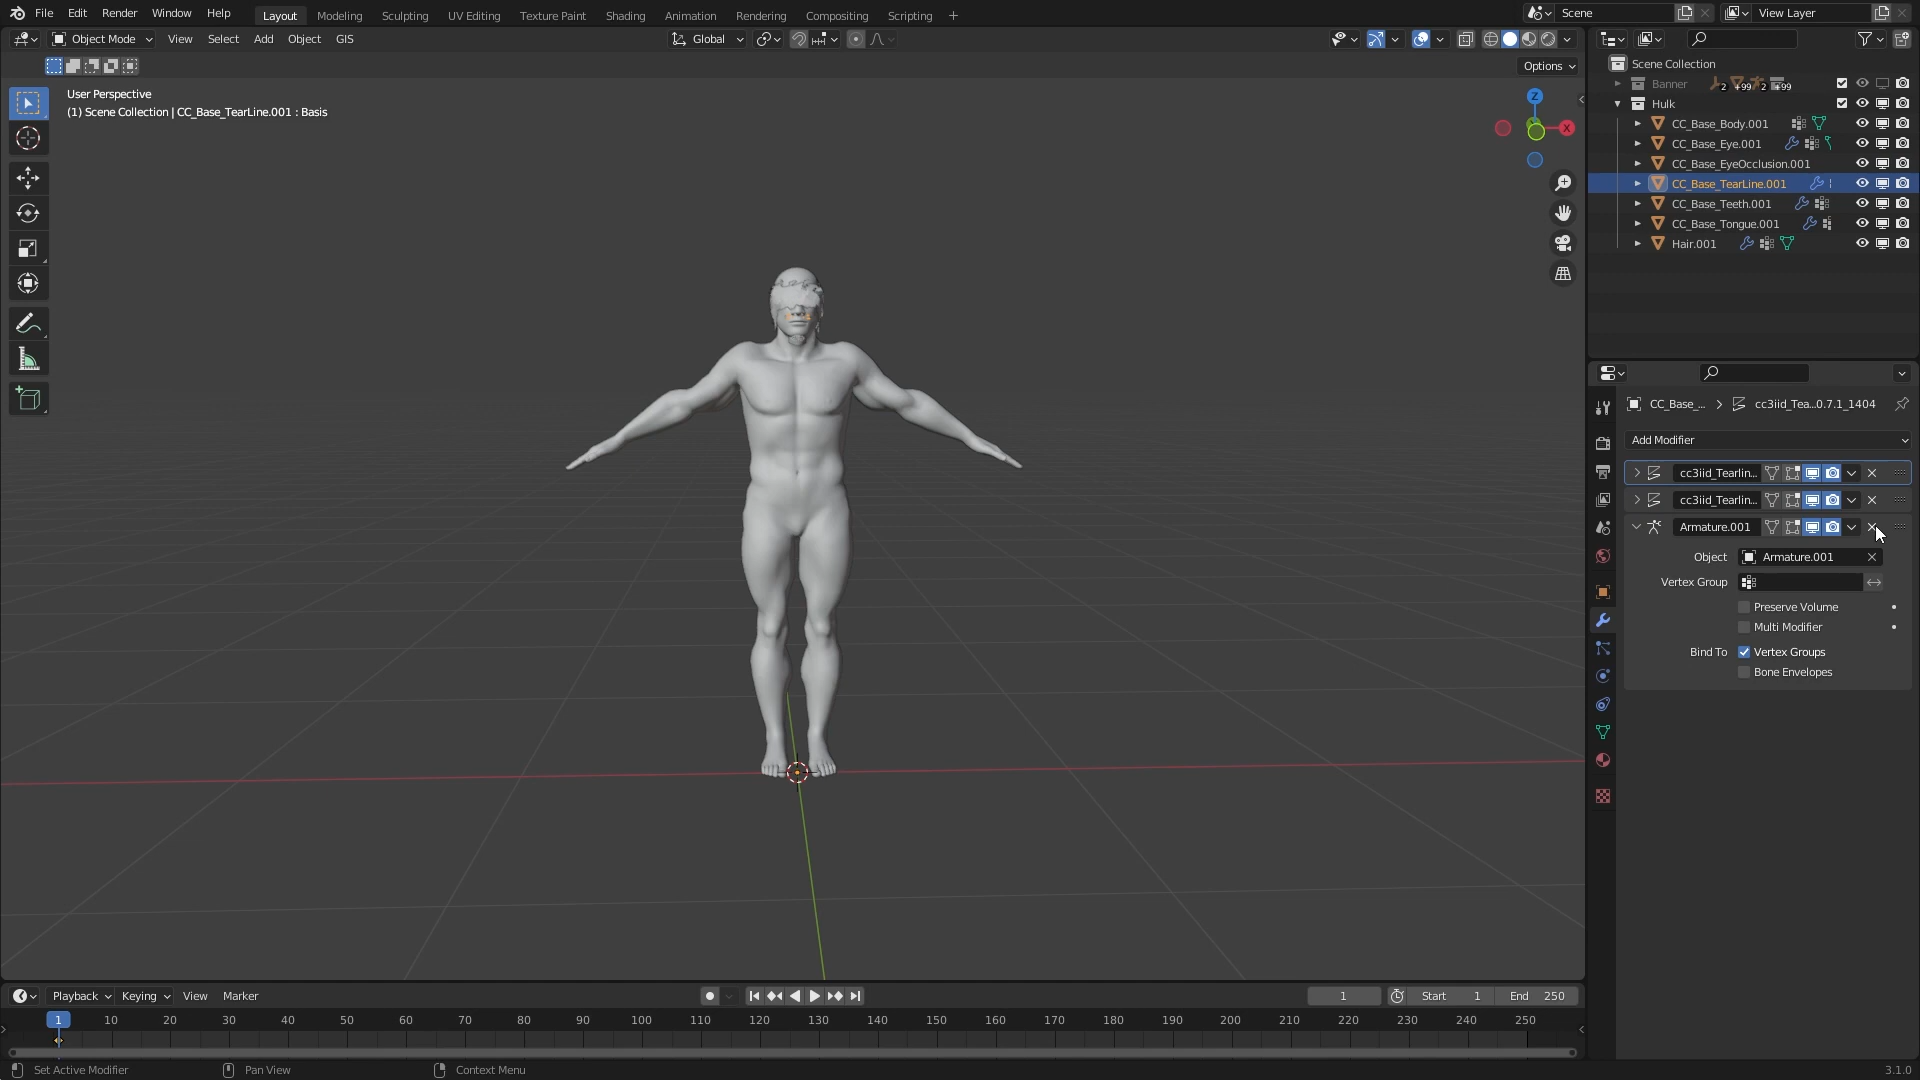 File Edit Render Window Help Layout Modeling Sculpting UV Editing Texture Paint Shading Animation Rendering Compositing Scripting + Scene View Layer
Object Mode View Select Add Object GIS Global
Options
User Perspective
(1) Scene Collection | CC_Base_TearLine.001 : Basis
Z
X
Scene Collection
Banner 2 +99 2 +99
Hulk
CC_Base_Body.001
CC_Base_Eye.001
CC_Base_EyeOcclusion.001
CC_Base_TearLine.001
CC_Base_Teeth.001
CC_Base_Tongue.001
Hair.001
CC_Base_... > cc3iid_Tea...0.7.1_1404
Add Modifier
cc3iid_Tearlin...
cc3iid_Tearlin...
Armature.001
Object Armature.001
Vertex Group
Preserve Volume
Multi Modifier
Bind To Vertex Groups
Bone Envelopes
Playback Keying View Marker 1 Start 1 End 250
1 10 20 30 40 50 60 70 80 90 100 110 120 130 140 150 160 170 180 190 200 210 220 230 240 250
Set Active Modifier Pan View Context Menu 3.1.0